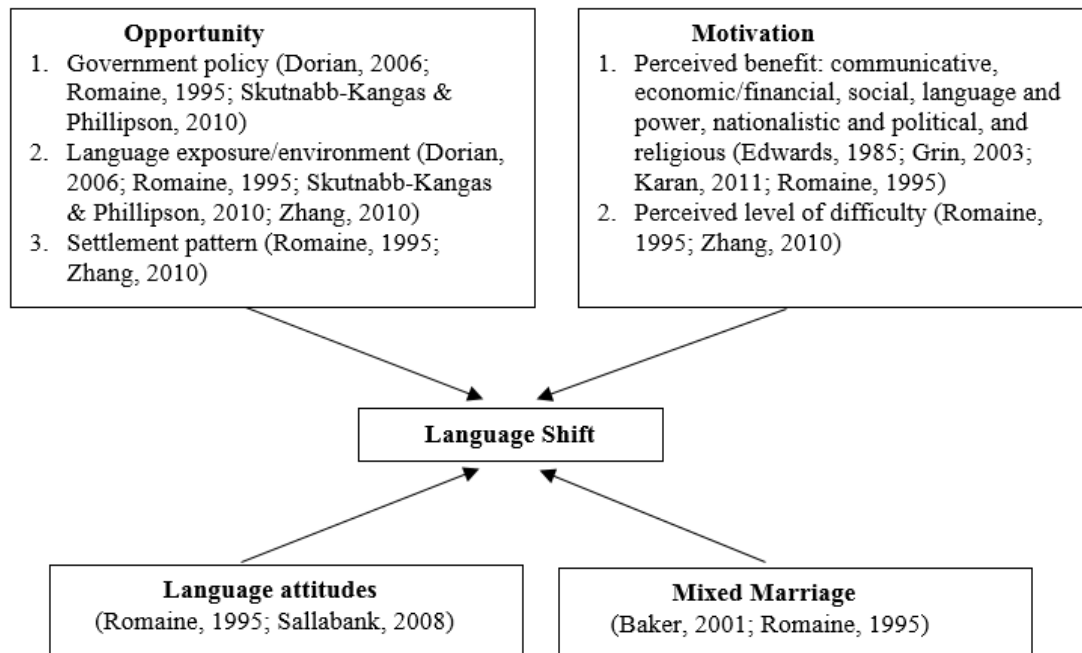 Opportunity
1. Government policy (Dorian, 2006;
Romaine, 1995; Skutnabb-Kangas &
Phillipson, 2010)
2. Language exposure/environment (Dorian,
2006; Romaine, 1995; Skutnabb-Kangas
& Phillipson, 2010; Zhang, 2010)
3. Settlement pattern (Romaine, 1995;
Zhang, 2010)
Motivation
1. Perceived benefit: communicative,
economic/financial, social, language and
power, nationalistic and political, and
religious (Edwards, 1985; Grin, 2003;
Karan, 2011; Romaine, 1995)
2. Perceived level of difficulty (Romaine,
1995; Zhang, 2010)
Language Shift
Language attitudes
(Romaine, 1995; Sallabank, 2008)
Mixed Marriage
(Baker, 2001; Romaine, 1995)